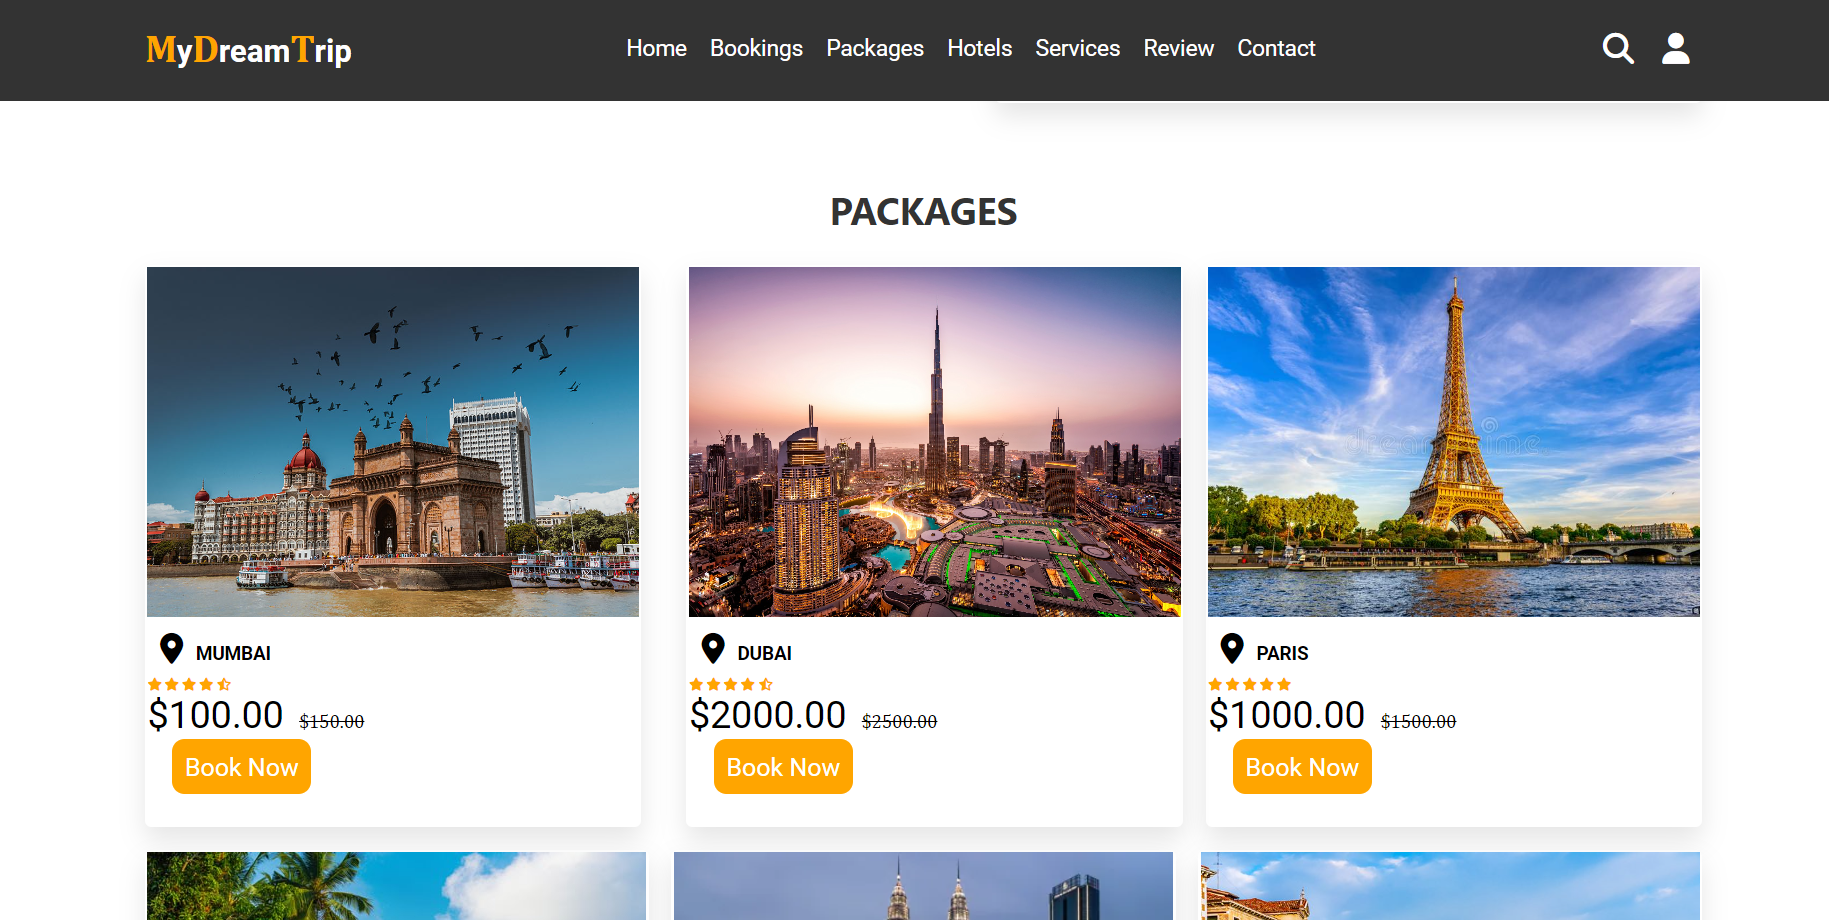 MyDreamTrip
Home Bookings Packages Hotels Services Review Contact
PACKAGES
dreamstime
MUMBAI
$100.00 $150.00
Book Now
DUBAI
$2000.00 $2500.00
Book Now
PARIS
$1000.00 $1500.00
Book Now